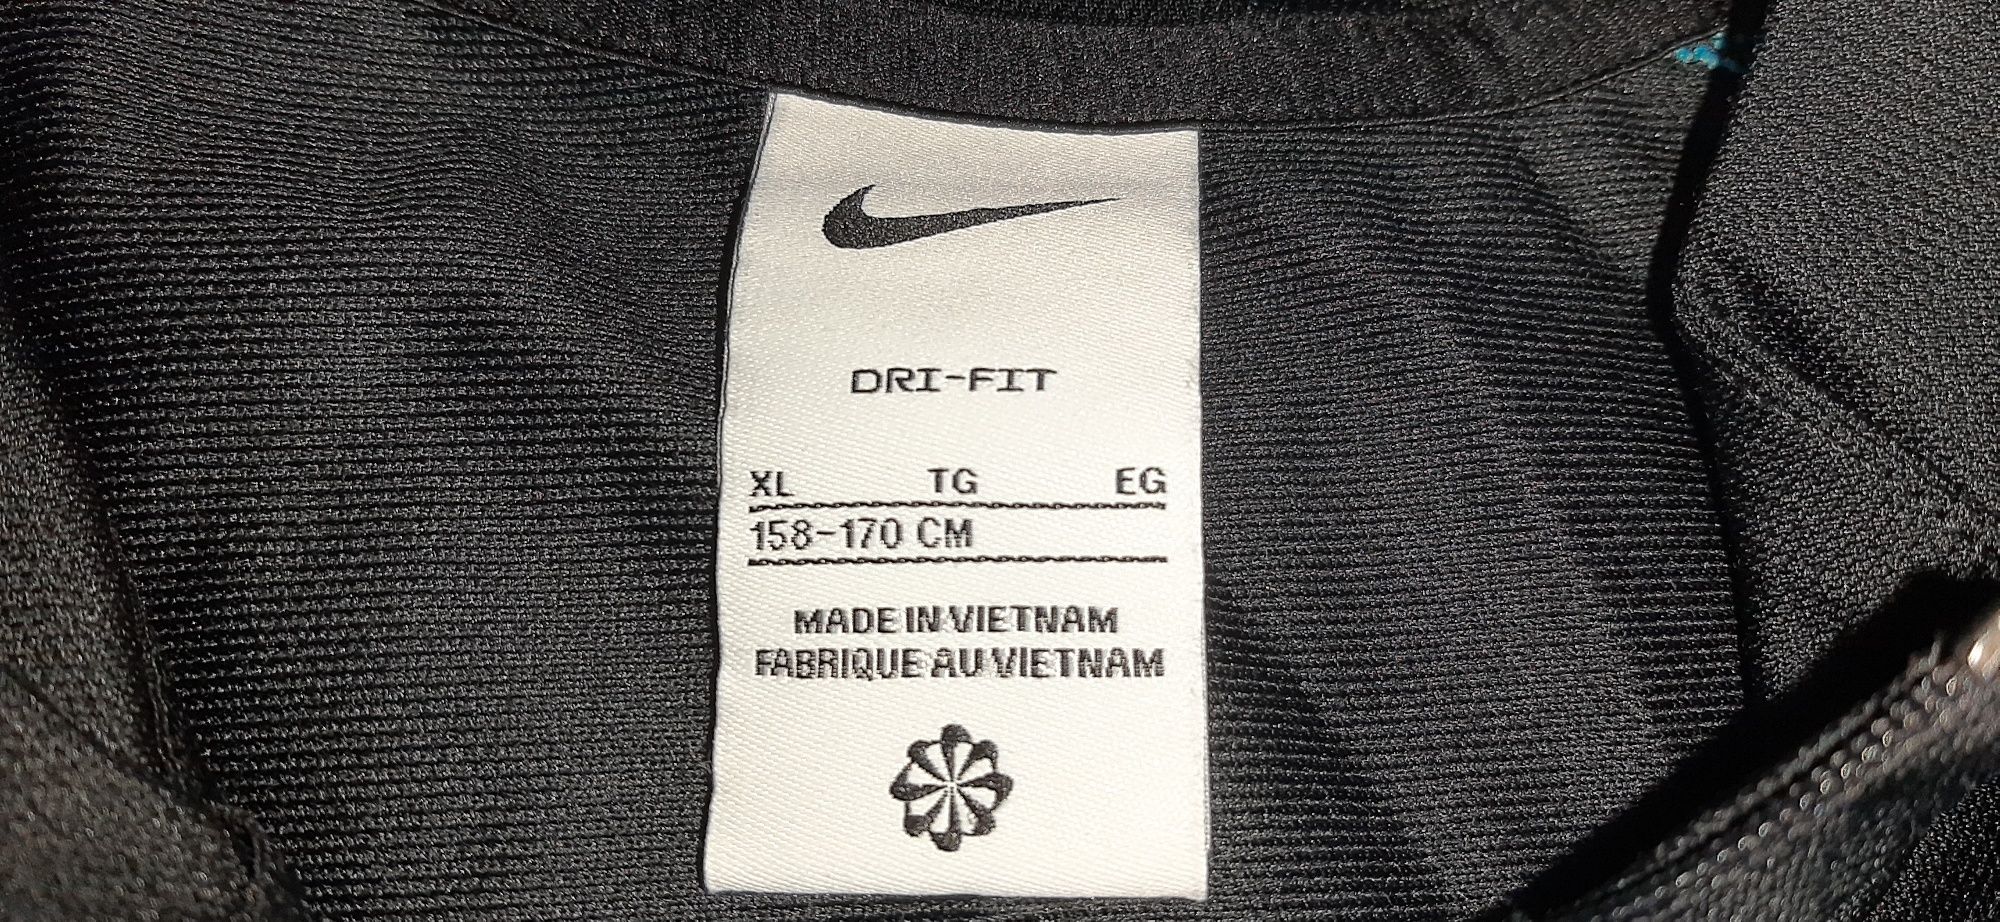 DRI-FIT
XL TG EG
158-170 CM
MADE IN VIETNAM
FABRIQUE AU VIETNAM